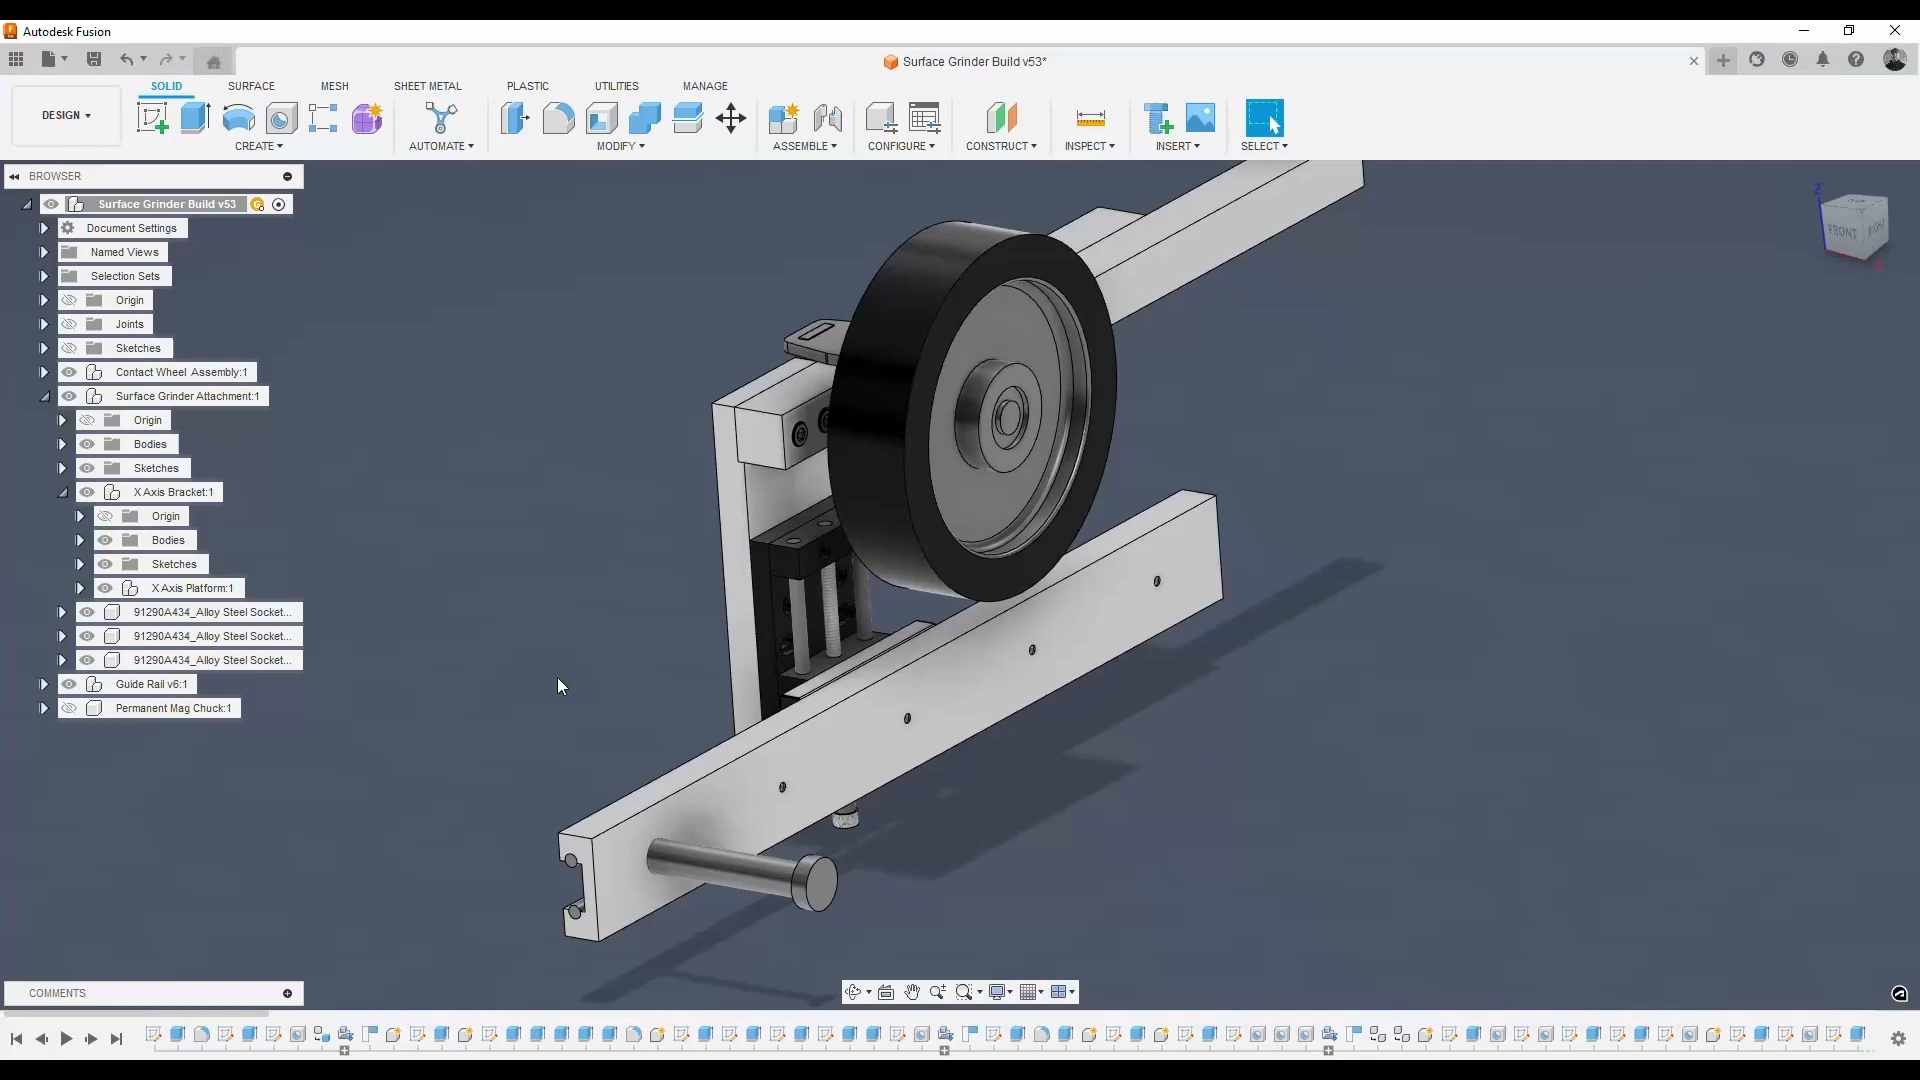 Autodesk Fusion
Surface Grinder Build v53*
SOLID SURFACE MESH SHEET METAL PLASTIC UTILITIES MANAGE
DESIGN
CREATE AUTOMATE MODIFY ASSEMBLE CONFIGURE CONSTRUCT INSPECT INSERT SELECT
BROWSER
Surface Grinder Build v53
Document Settings
Named Views
Selection Sets
Origin
Joints
Sketches
Contact Wheel Assembly:1
Surface Grinder Attachment:1
Origin
Bodies
Sketches
X Axis Bracket:1
Origin
Bodies
Sketches
X Axis Platform:1
91290A434_Alloy Steel Socket...
91290A434_Alloy Steel Socket...
91290A434_Alloy Steel Socket...
Guide Rail v6:1
Permanent Mag Chuck:1
Z
FRONT
RIGHT
COMMENTS